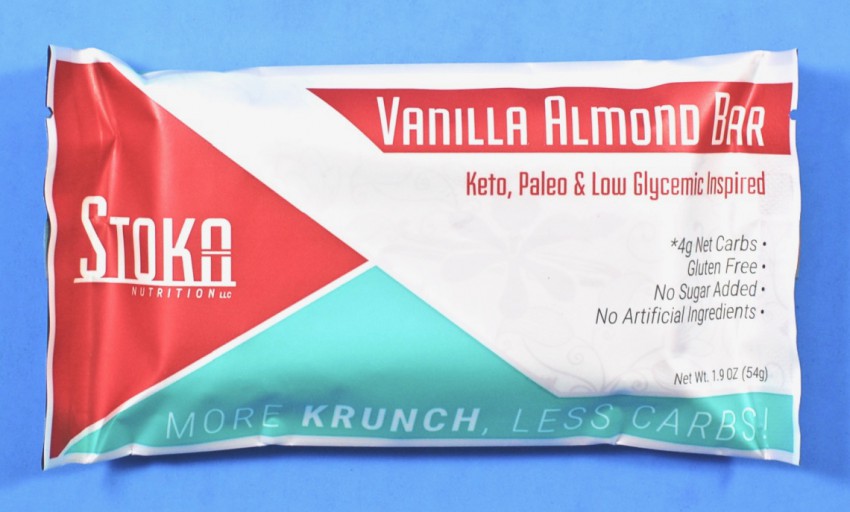 VANILLA ALMOND BAR
Keto, Paleo & Low Glycemic Inspired
STOKA
NUTRITION LLC
*4g Net Carbs •
Gluten Free •
No Sugar Added •
No Artificial Ingredients •
Net Wt. 1.9 OZ (54g)
MORE KRUNCH, LESS CARBS!